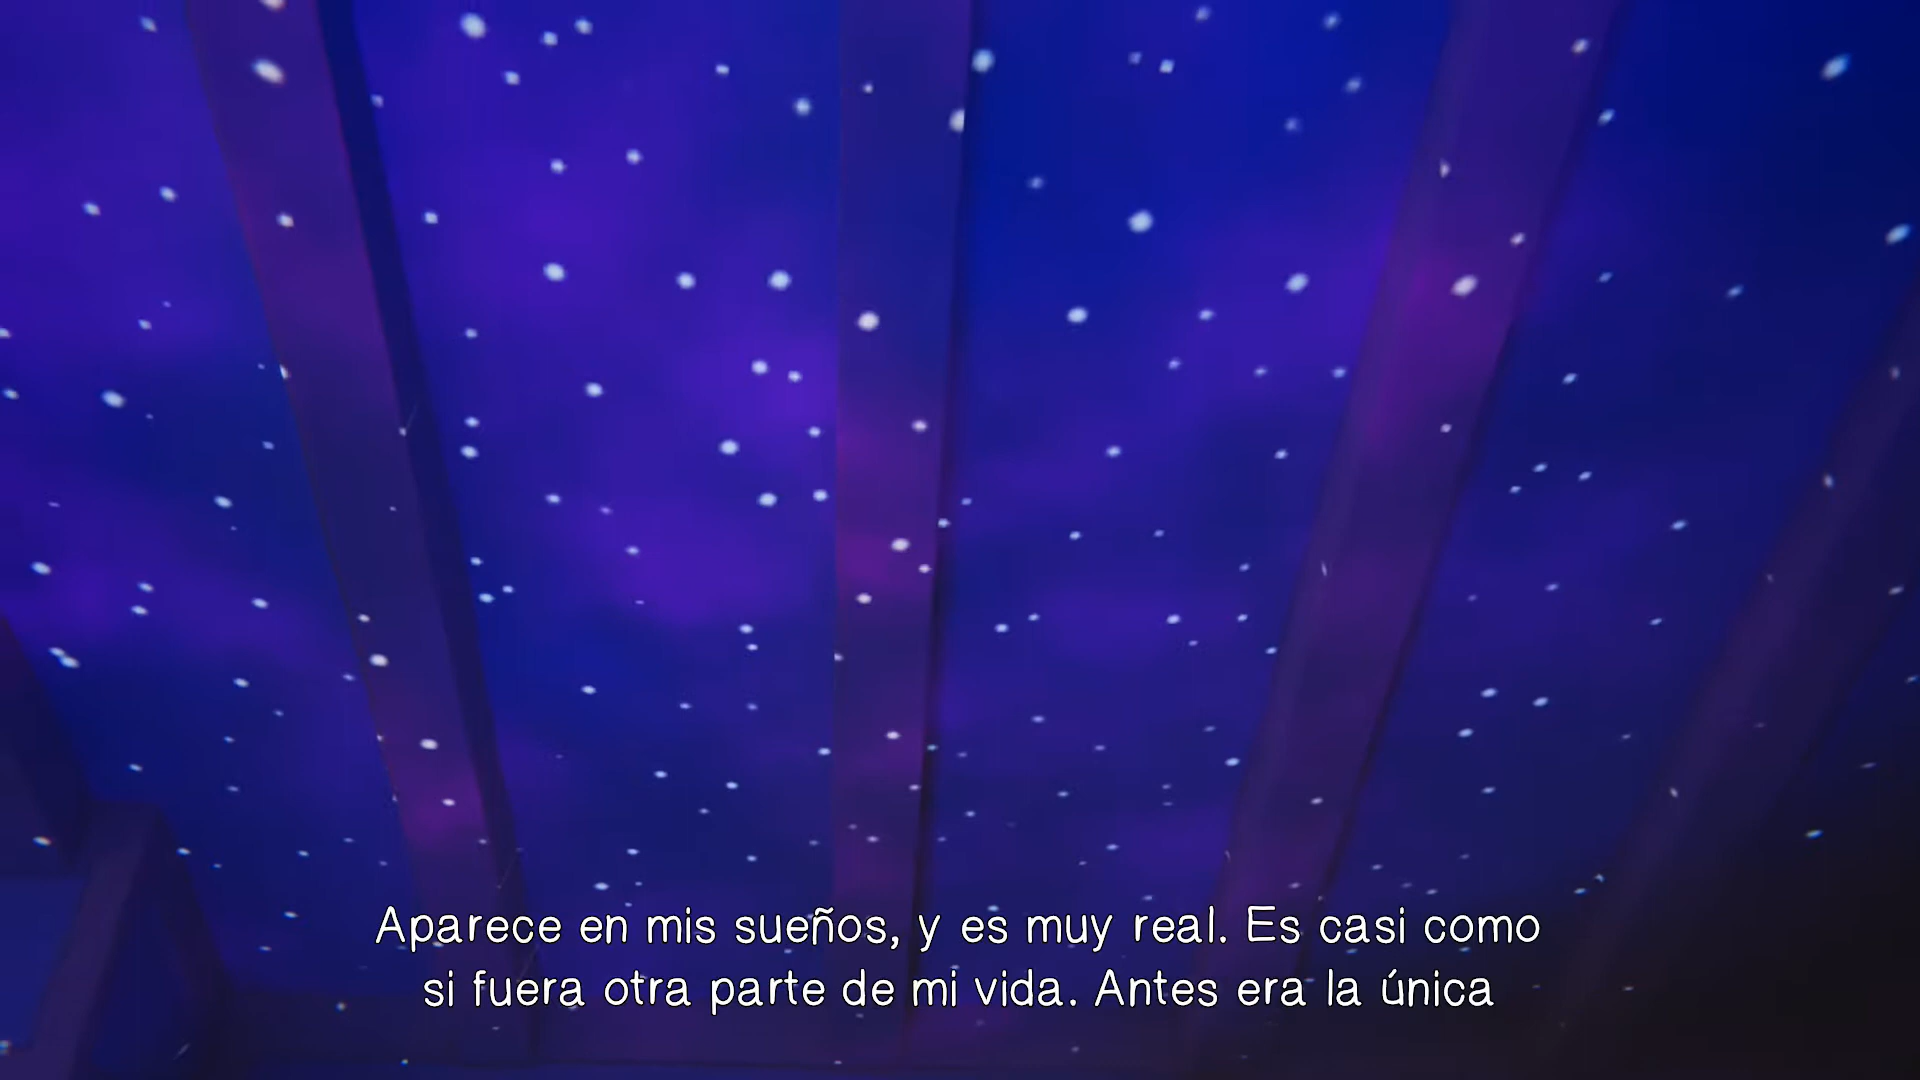 Aparece en mis sueños, y es muy real. Es casi como
si fuera otra parte de mi vida. Antes era la única